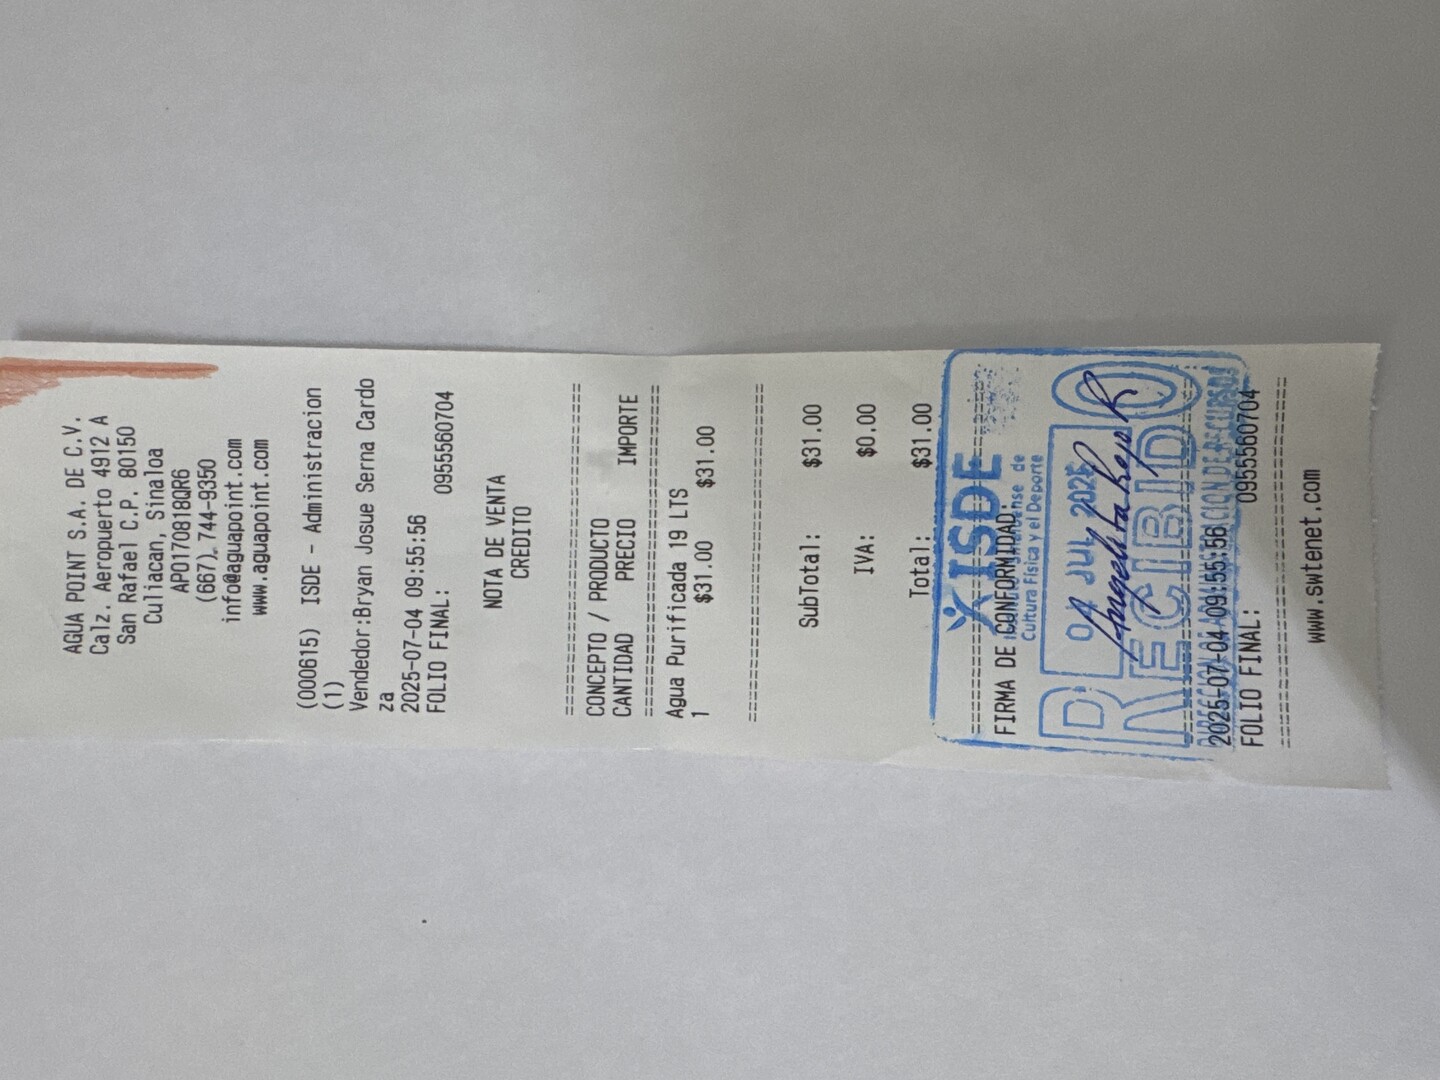 AGUA POINT S.A. DE C.V.
Calz. Aeropuerto 4912 A
San Rafael C.P. 80150
Culiacan, Sinaloa
APO170818QR6
(667) 744-9350
info@aguapoint.com
www.aguapoint.com
(000615) ISDE - Administracion
(1)
Vendedor:Bryan Josue Serna Cardo
za
2025-07-04 09:55:56
FOLIO FINAL: 0955560704
NOTA DE VENTA
CREDITO
================================
CONCEPTO / PRODUCTO
CANTIDAD PRECIO IMPORTE
================================
Agua Purificada 19 LTS
1 $31.00 $31.00
================================
SubTotal: $31.00
IVA: $0.00
Total: $31.00
ISDE
Sinaloense de
Cultura Física y el Deporte
================================
FIRMA DE CONFORMIDAD:
04 JUL 2025
RECIBIDO
================================
2025-07-04 09:55:56
FOLIO FINAL: 0955560704
================================
www.swtenet.com